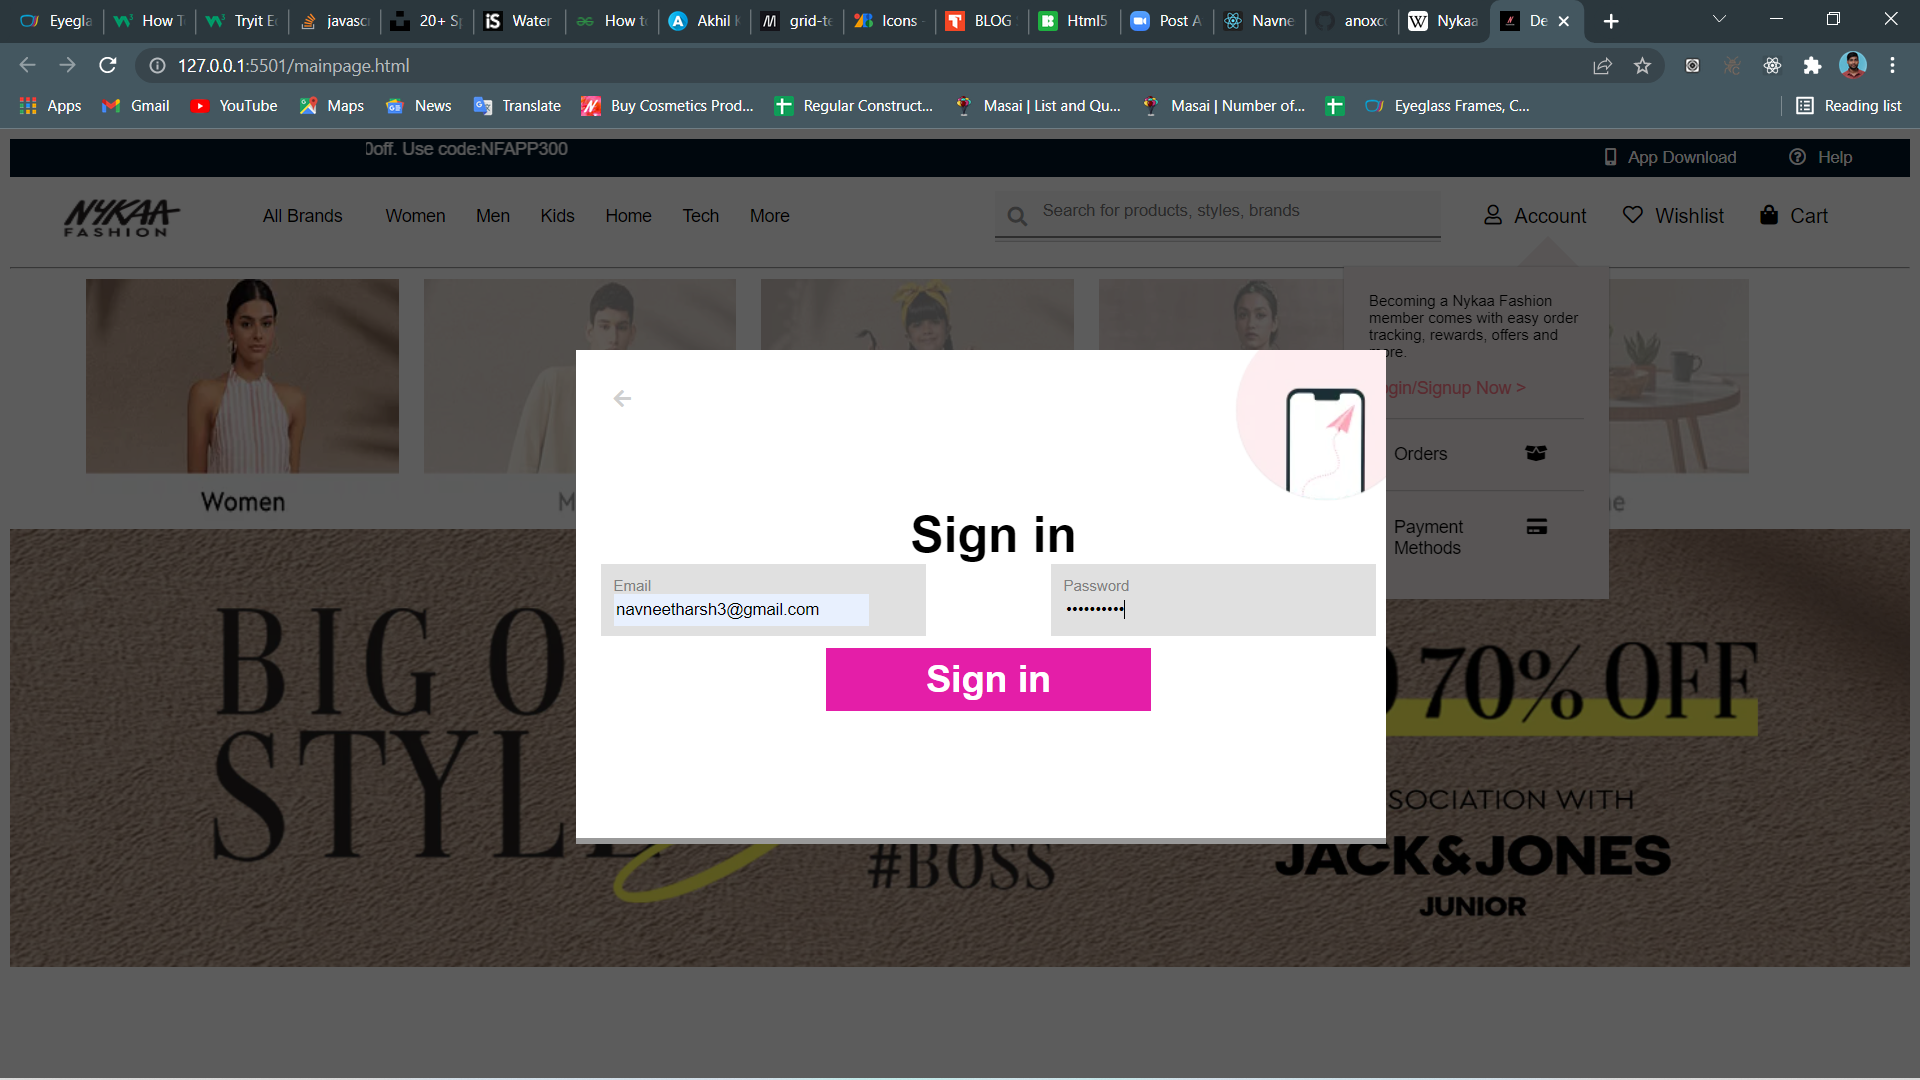 Eyegla
How T
Tryit E
javasc
20+ S
iS Water
How to
A Akhil
M grid-te
Icons
T BLOG
Html5
Post A
Navne
anoxco
W Nykaa
De
127.0.0.1:5501/mainpage.html
Apps Gmail YouTube Maps News Translate Buy Cosmetics Prod... Regular Construct... Masai | List and Qu... Masai | Number of... Eyeglass Frames, C... Reading list
0off. Use code:NFAPP300
App Download Help
NYKAA
FASHION
All Brands Women Men Kids Home Tech More
Search for products, styles, brands
Account Wishlist Cart
Becoming a Nykaa Fashion
member comes with easy order
tracking, rewards, offers and
ore.
gin/Signup Now >
Orders
Payment
Methods
Women
M
e
Sign in
Email
navneetharsh3@gmail.com
Password
••••••••••
Sign in
BIG O
STYL
#BOSS
70% OFF
SOCIATION WITH
JACK&JONES
JUNIOR